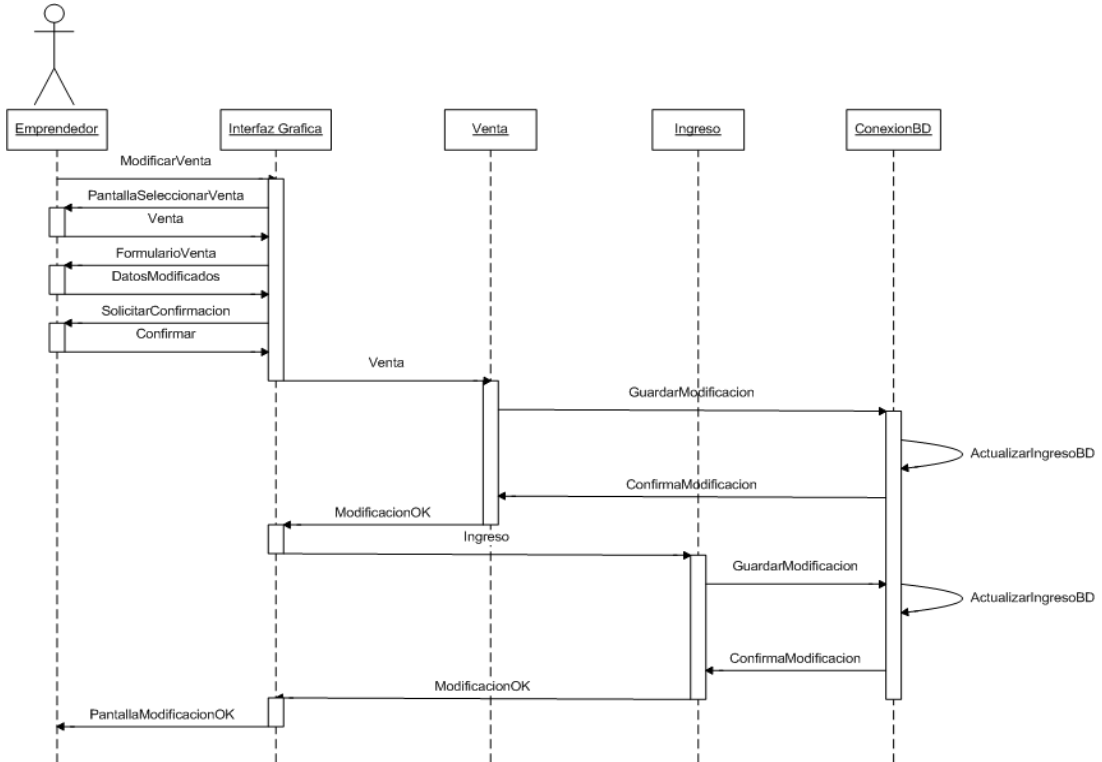 Emprendedor
Interfaz Grafica
Venta
Ingreso
ConexionBD
ModificarVenta
PantallaSeleccionarVenta
Venta
FormularioVenta
DatosModificados
SolicitarConfirmacion
Confirmar
Venta
GuardarModificacion
ActualizarIngresoBD
ConfirmaModificacion
ModificacionOK
Ingreso
GuardarModificacion
ActualizarIngresoBD
ConfirmaModificacion
ModificacionOK
PantallaModificacionOK